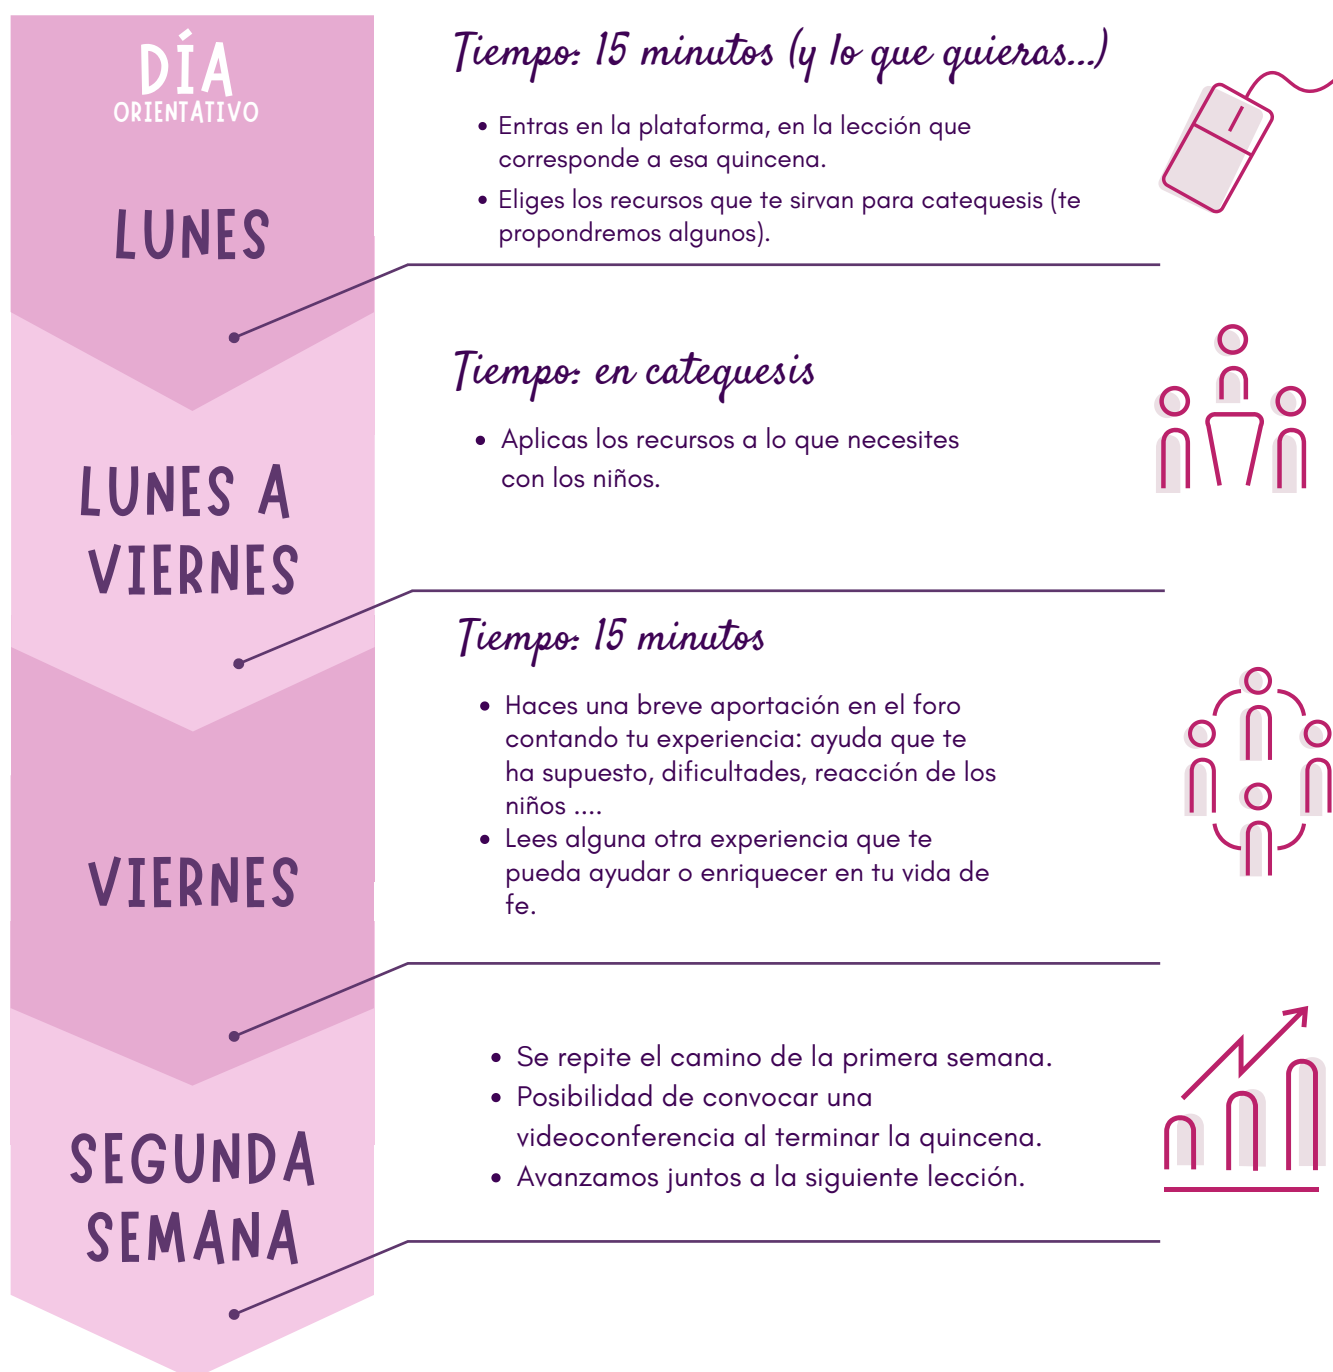 DÍA
ORIENTATIVO
LUNES
Tiempo: 15 minutos (y lo que quieras...)
• Entras en la plataforma, en la lección que
corresponde a esa quincena.
• Eliges los recursos que te sirvan para catequesis (te
propondremos algunos).
LUNES A
VIERNES
Tiempo: en catequesis
• Aplicas los recursos a lo que necesites
con los niños.
VIERNES
Tiempo: 15 minutos
• Haces una breve aportación en el foro
contando tu experiencia: ayuda que te
ha supuesto, dificultades, reacción de los
niños ....
• Lees alguna otra experiencia que te
pueda ayudar o enriquecer en tu vida de
fe.
SEGUNDA
SEMANA
• Se repite el camino de la primera semana.
• Posibilidad de convocar una
videoconferencia al terminar la quincena.
• Avanzamos juntos a la siguiente lección.